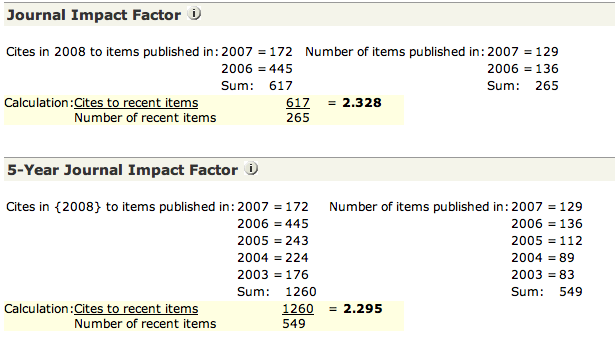 Journal Impact Factor
Cites in 2008 to items published in: 2007 = 172 Number of items published in: 2007 = 129
2006 = 445 2006 = 136
Sum: 617 Sum: 265
Calculation: Cites to recent items 617 = 2.328
Number of recent items 265
5-Year Journal Impact Factor
Cites in {2008} to items published in: 2007 = 172 Number of items published in: 2007 = 129
2006 = 445 2006 = 136
2005 = 243 2005 = 112
2004 = 224 2004 = 89
2003 = 176 2003 = 83
Sum: 1260 Sum: 549
Calculation: Cites to recent items 1260 = 2.295
Number of recent items 549